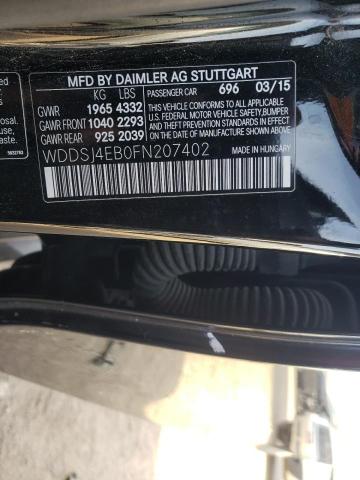 MFD BY DAIMLER AG STUTTGART
KG LBS PASSENGER CAR 696 03/15
GVWR 1965 4332
GAWR FRONT 1040 2293
GAWR REAR 925 2039
THIS VEHICLE CONFORMS TO ALL APPLICABLE
U.S. FEDERAL MOTOR VEHICLE SAFETY, BUMPER
AND THEFT PREVENTION STANDARDS IN EFFECT
ON THE DATE OF MANUFACTURE SHOWN ABOVE.
WDDSJ4EB0FN207402
MADE IN HUNGARY
disposal.